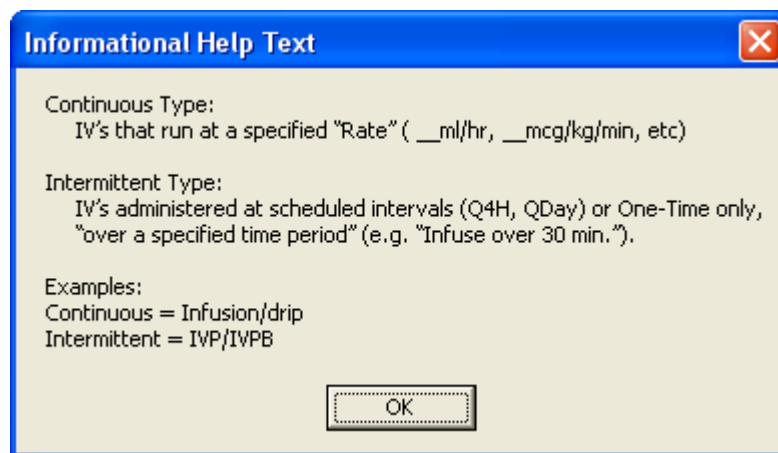 Informational Help Text
Continuous Type:
IV's that run at a specified “Rate” ( __ml/hr, __mcg/kg/min, etc)
Intermittent Type:
IV's administered at scheduled intervals (Q4H, QDay) or One-Time only,
“over a specified time period” (e.g. “Infuse over 30 min.”).
Examples:
Continuous = Infusion/drip
Intermittent = IVP/IVPB
OK